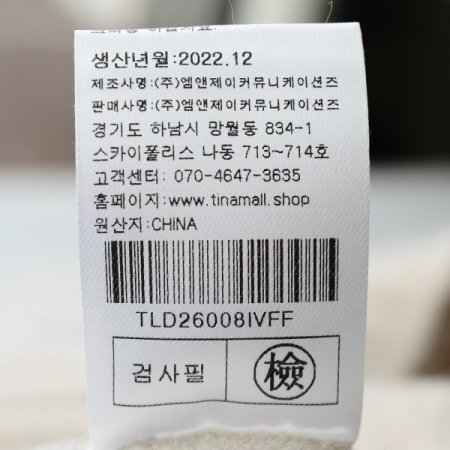 생산년월:2022.12
제조사명:(주)엠앤제이커뮤니케이션즈
판매사명:(주)엠앤제이커뮤니케이션즈
경기도 하남시 망월동 834-1
스카이폴리스 나동 713~714호
고객센터: 070-4647-3635
홈페이지:www.tinamall.shop
원산지:CHINA
TLD26008IVFF
검사필 檢